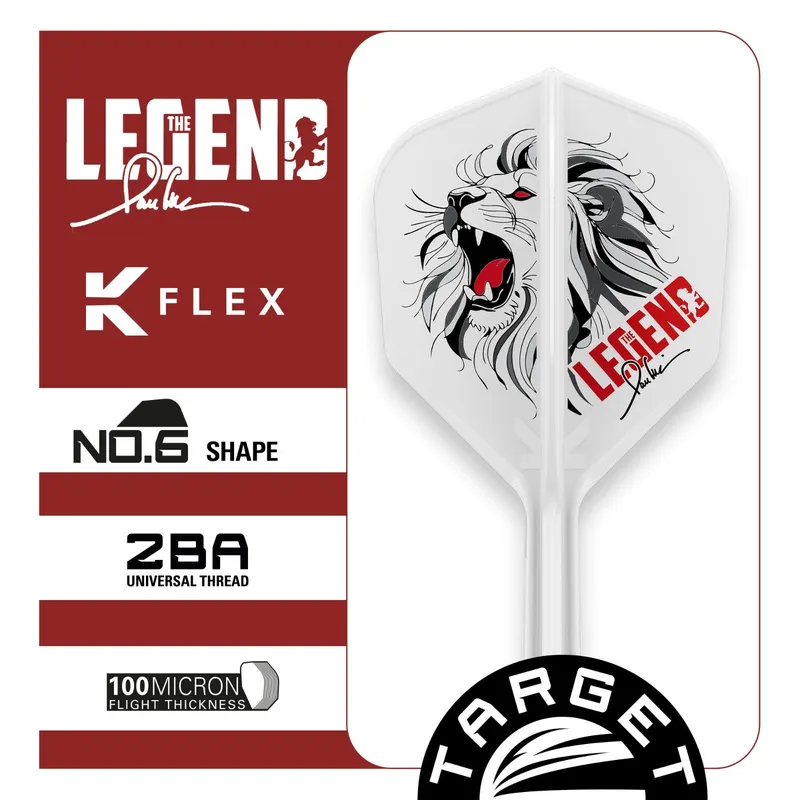 THE
LEGEND
K FLEX
NO.6 SHAPE
2BA
UNIVERSAL THREAD
100 MICRON
FLIGHT THICKNESS
THE
LEGEND
K
TARGET